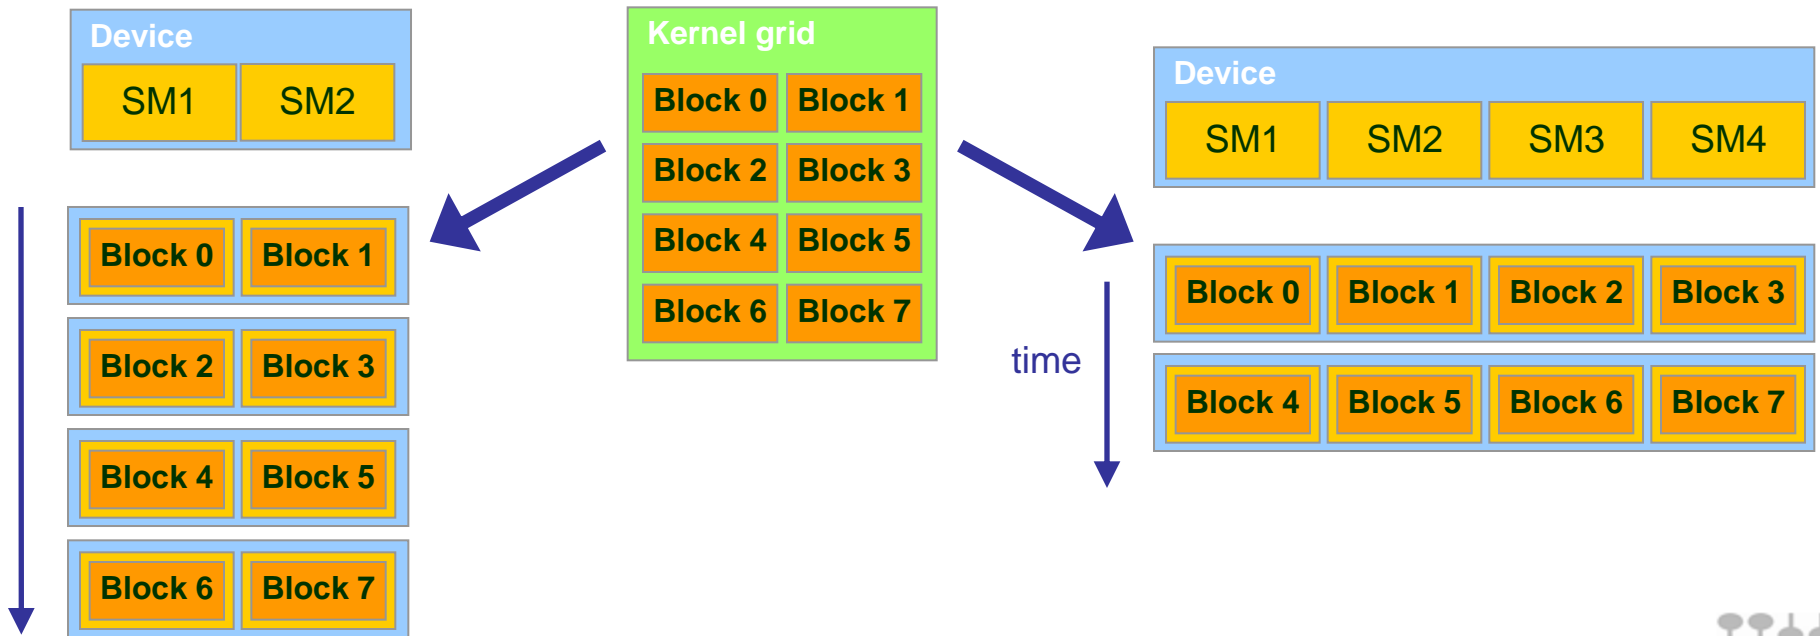 Device
SM1 SM2
Block 0 Block 1
Block 2 Block 3
Block 4 Block 5
Block 6 Block 7
Kernel grid
Block 0 Block 1
Block 2 Block 3
Block 4 Block 5
Block 6 Block 7
time
Device
SM1 SM2 SM3 SM4
Block 0 Block 1 Block 2 Block 3
Block 4 Block 5 Block 6 Block 7